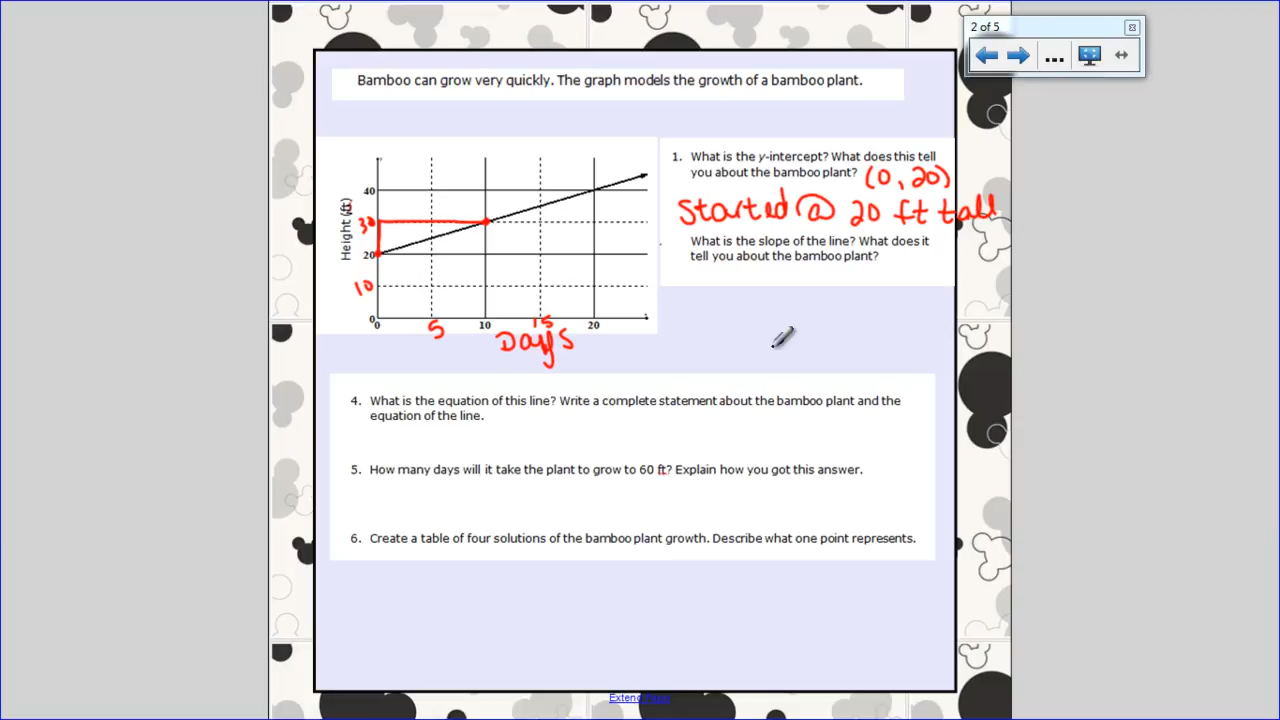 2 of 5
...
Bamboo can grow very quickly. The graph models the growth of a bamboo plant.
Height (ft)
40
30
20
10
0
0 5 10 15 20
Days
1. What is the y-intercept? What does this tell
you about the bamboo plant? (0, 20)
Started @ 20 ft tall
What is the slope of the line? What does it
tell you about the bamboo plant?
4. What is the equation of this line? Write a complete statement about the bamboo plant and the
equation of the line.
5. How many days will it take the plant to grow to 60 ft? Explain how you got this answer.
6. Create a table of four solutions of the bamboo plant growth. Describe what one point represents.
Extend Page